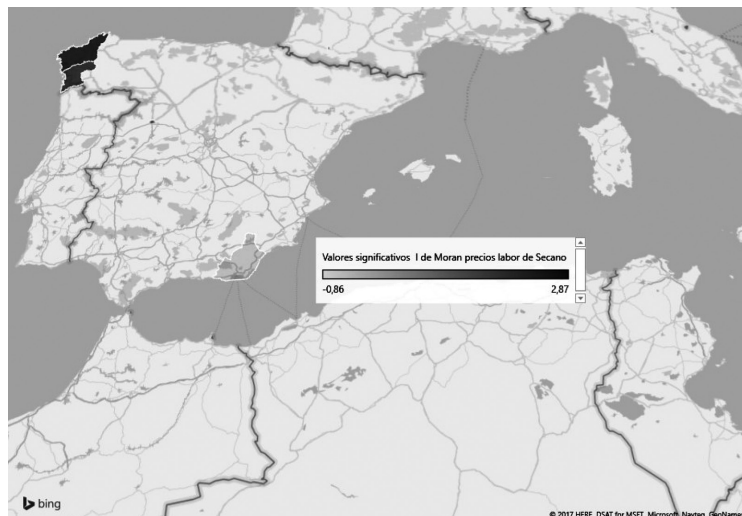 Valores significativos I de Moran precios labor de Secano
-0,86 2,87
bing
© 2017 HERE, DSAT for MSFT, Microsoft, Navteq, GeoNames